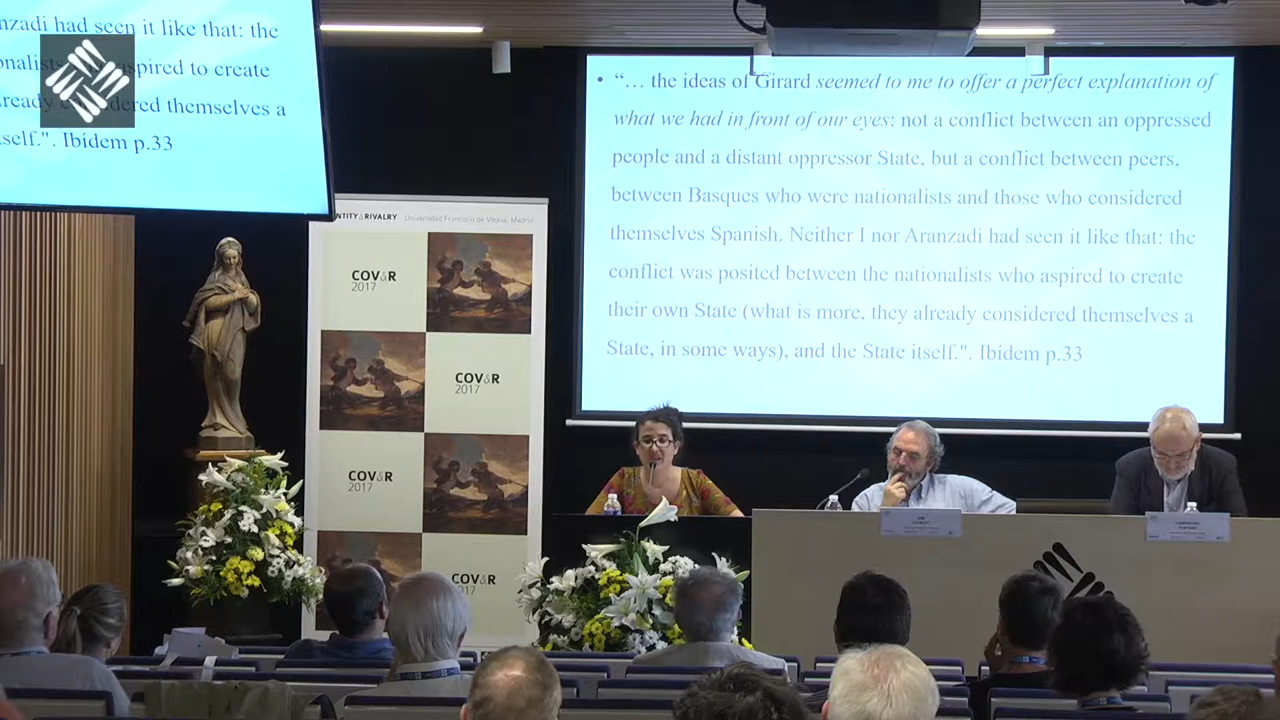 nzadi had seen it like that: the
aspired to create
themselves a
self.". Ibidem p.33
• “… the ideas of Girard seemed to me to offer a perfect explanation of
what we had in front of our eyes: not a conflict between an oppressed
people and a distant oppressor State, but a conflict between peers,
between Basques who were nationalists and those who considered
themselves Spanish. Neither I nor Aranzadi had seen it like that: the
conflict was posited between the nationalists who aspired to create
their own State (what is more, they already considered themselves a
State, in some ways), and the State itself.". Ibidem p.33
NTITY&RIVALRY Universidad Francisco de Vitoria, Madrid
COV&R
2017
COV&R
2017
COV&R
2017
COV&R
2017